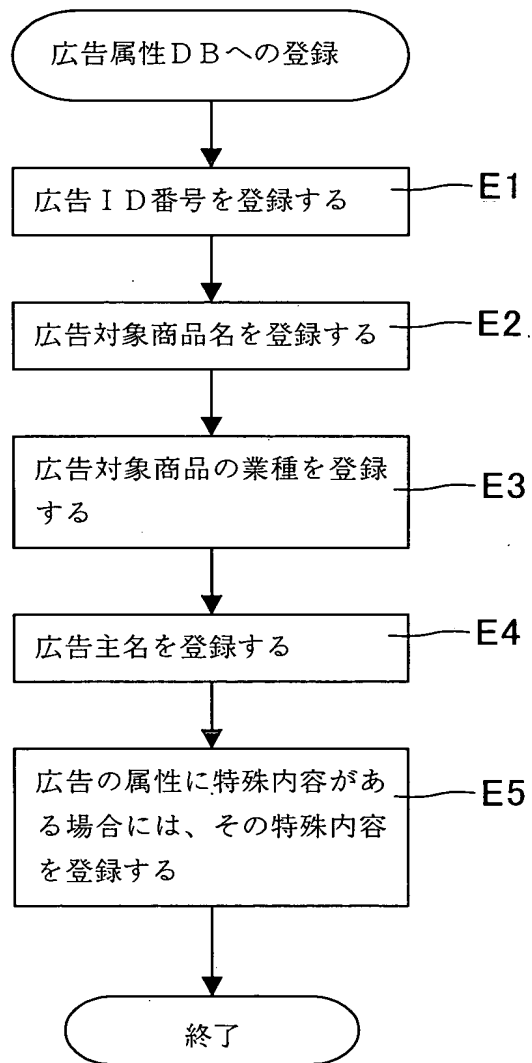 広告属性ＤＢへの登録
広告ＩＤ番号を登録する
E1
広告対象商品名を登録する
E2
広告対象商品の業種を登録
する
E3
広告主名を登録する
E4
広告の属性に特殊内容があ
る場合には、その特殊内容
を登録する
E5
終了